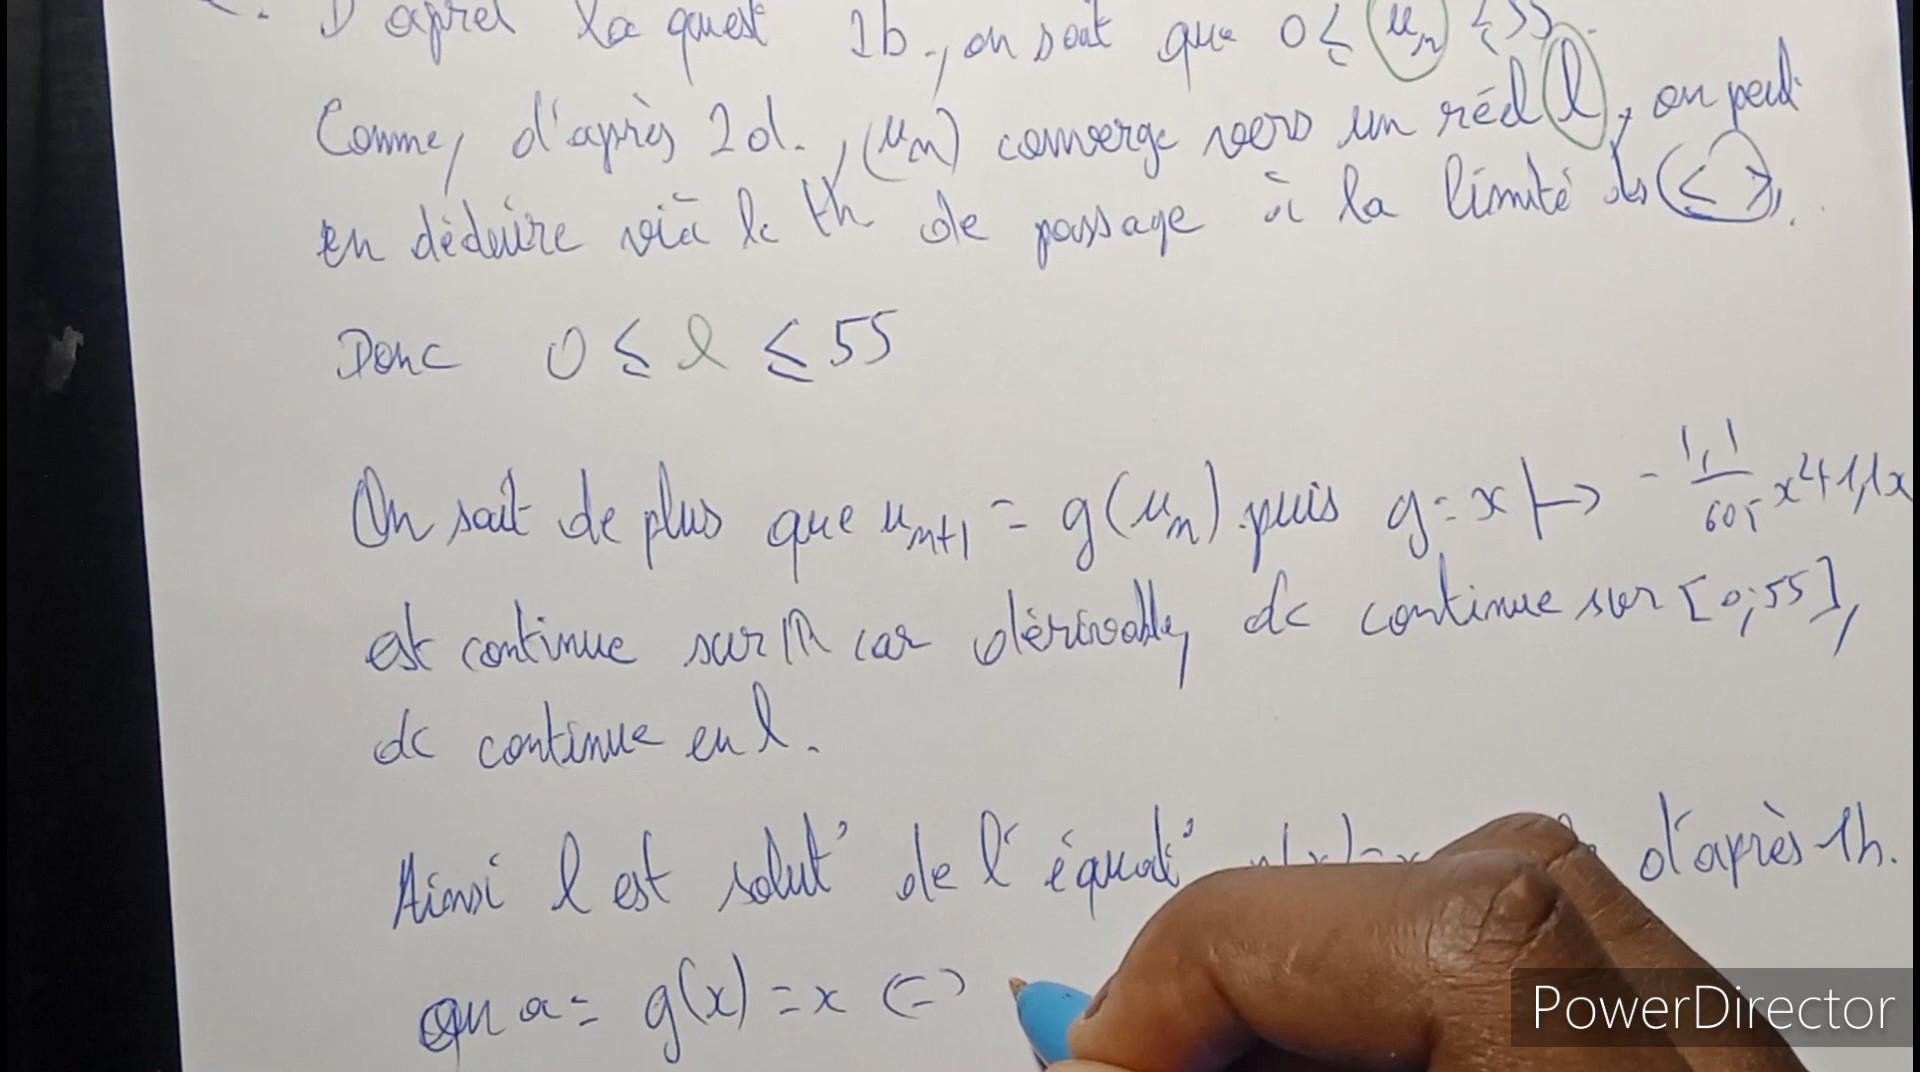 D'après la quest° 1b., on sait que 0 ≤ uₙ ≤ 55.
Comme, d'après 2d., (uₙ) converge vers un réel l, on peut
en déduire via le th de passage à la limite ds (≤ ≥).
Donc 0 ≤ l ≤ 55
On sait de plus que uₙ₊₁ = g(uₙ) puis g: x ↦ - 1,1/605 x² + 1,1x
est continue sur ℝ car dérivable, dc continue sur [0;55],
dc continue en l.
Ainsi l est solut° de l'équat° d'après th.
On a: g(x) = x ⇔
PowerDirector